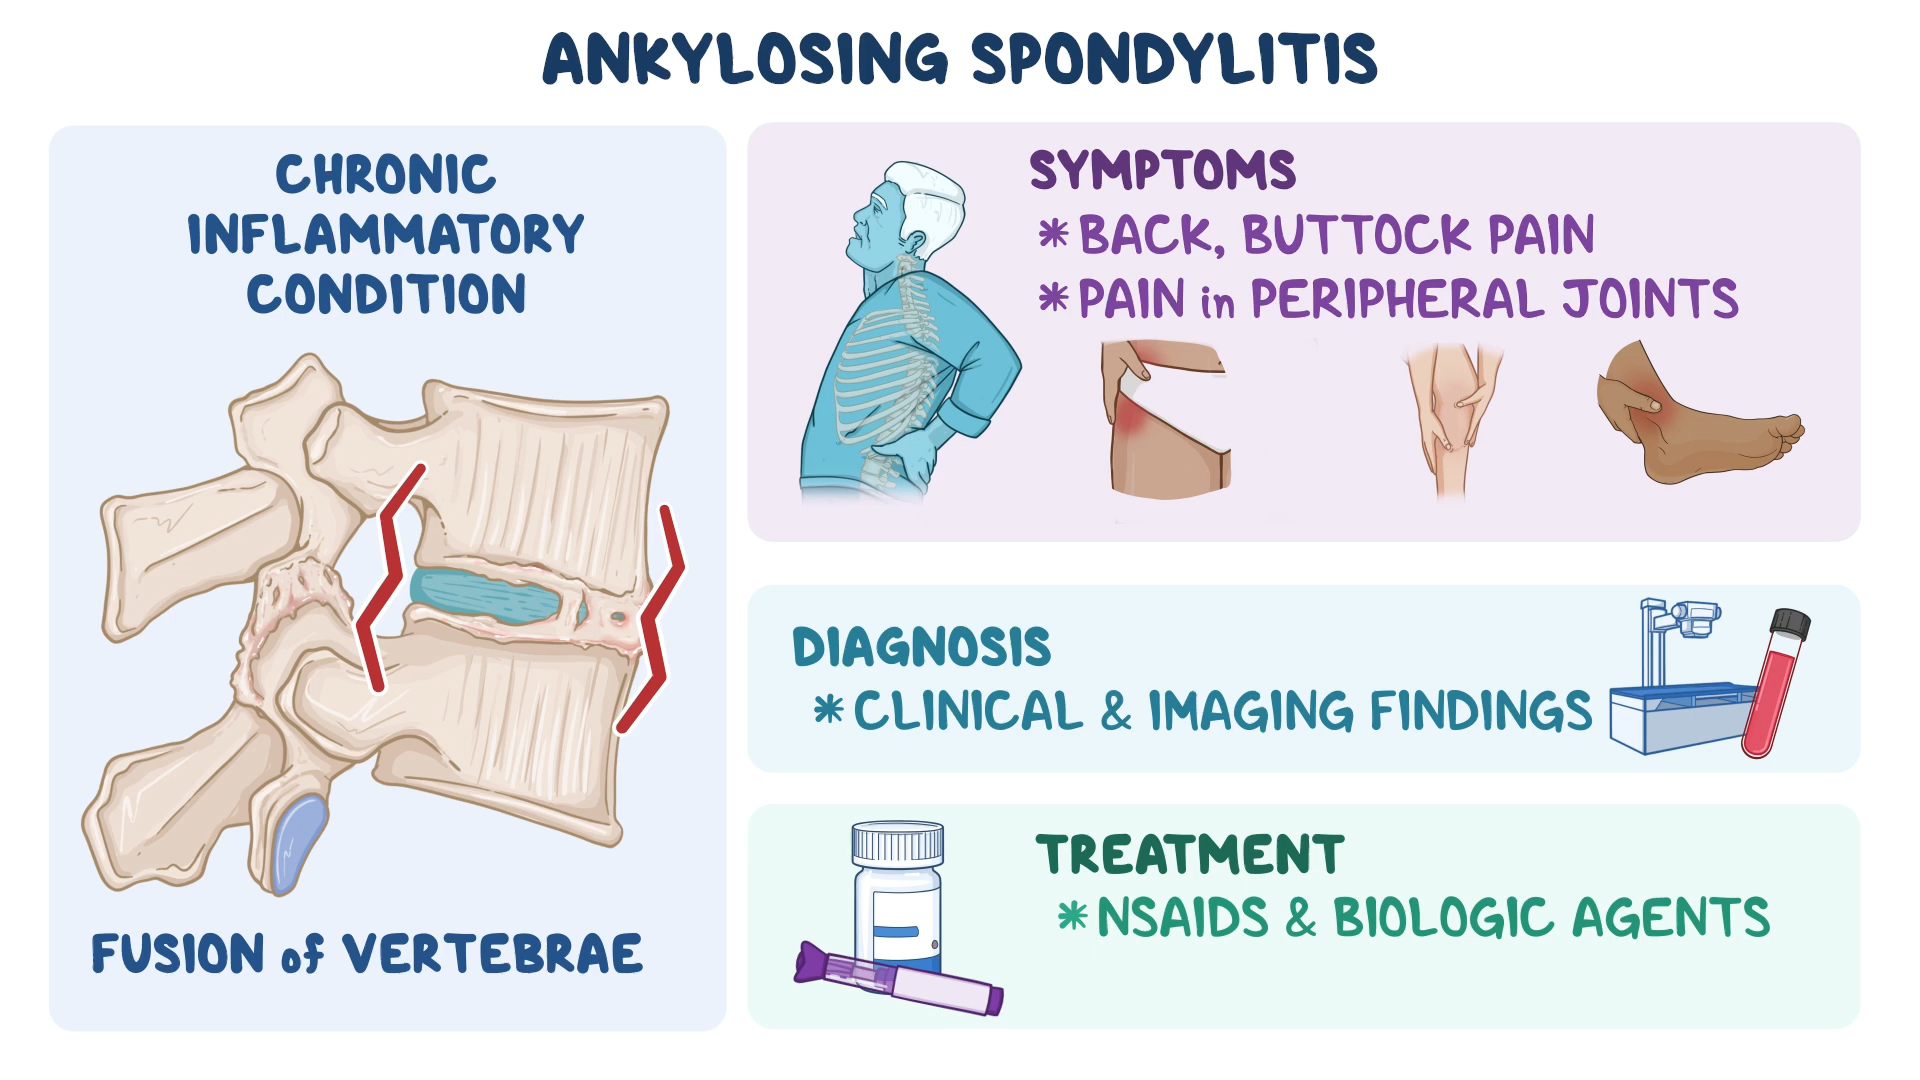 ANKYLOSING SPONDYLITIS
CHRONIC
INFLAMMATORY
CONDITION
FUSION of VERTEBRAE
SYMPTOMS
* BACK, BUTTOCK PAIN
* PAIN in PERIPHERAL JOINTS
DIAGNOSIS
* CLINICAL & IMAGING FINDINGS
TREATMENT
* NSAIDS & BIOLOGIC AGENTS